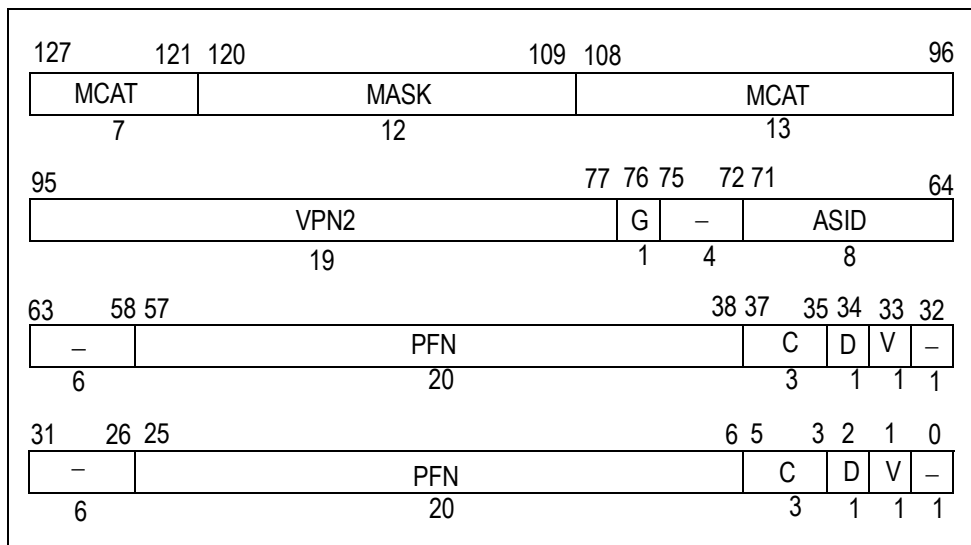 127 121 120 109 108 96
MCAT MASK MCAT
7 12 13
95 77 76 75 72 71 64
VPN2 G – ASID
19 1 4 8
63 58 57 38 37 35 34 33 32
– PFN C D V –
6 20 3 1 1 1
31 26 25 6 5 3 2 1 0
– PFN C D V –
6 20 3 1 1 1